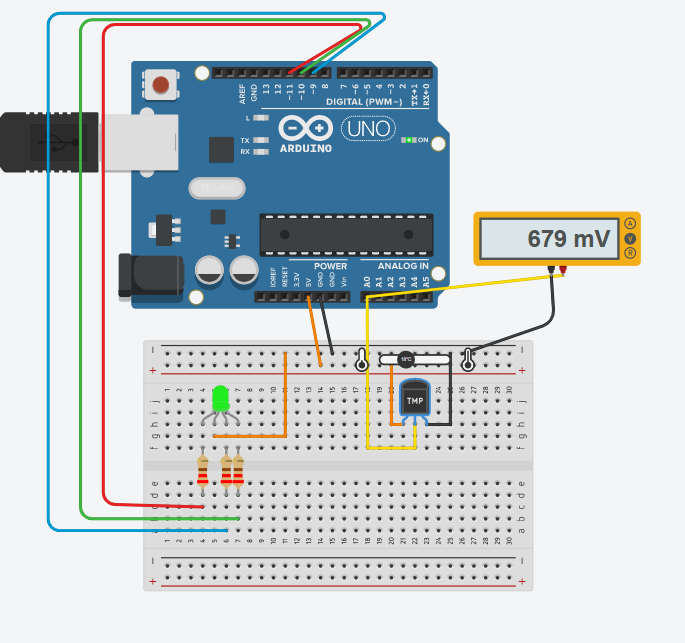 AREF
GND
13
12
~11
~10
~9
8
7
~6
~5
4
~3
2
TX→1
RX←0
DIGITAL (PWM~)
L
TX
RX
ARDUINO
UNO
ON
679 mV
A
V
R
IOREF
RESET
3.3V
5V
GND
GND
Vin
POWER
ANALOG IN
A0
A1
A2
A3
A4
A5
TMP
1 2 3 4 5 6 7 8 9 10 11 12 13 14 15 16 17 18 19 20 21 22 23 24 25 26 27 28 29 30
j
i
h
g
f
e
d
c
b
a